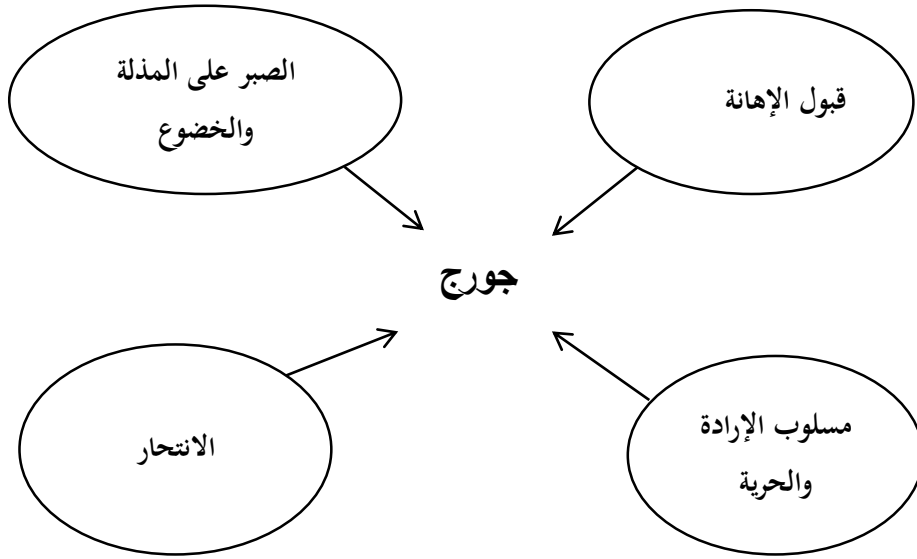 قبول الإهانة
الصبر على المذلة
والخضوع
جورج
مسلوب الإرادة
والحرية
الانتحار